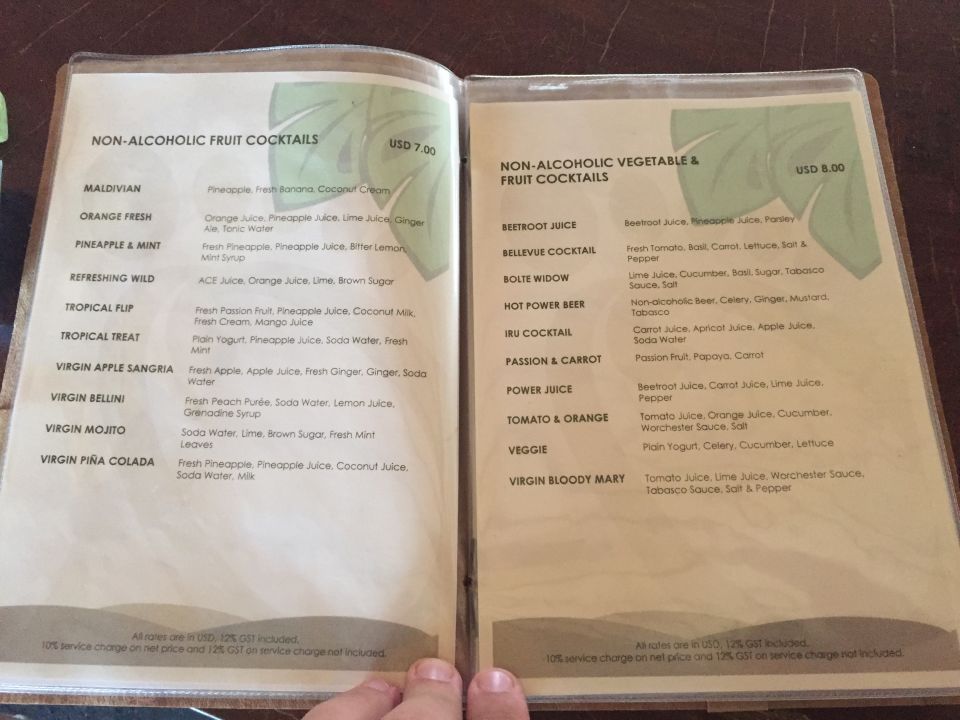 NON-ALCOHOLIC FRUIT COCKTAILS USD 7.00
MALDIVIAN Pineapple, Fresh Banana, Coconut Cream
ORANGE FRESH Orange Juice, Pineapple Juice, Lime Juice, Ginger
Ale, Tonic Water
PINEAPPLE & MINT Fresh Pineapple, Pineapple Juice, Bitter Lemon,
Mint Syrup
REFRESHING WILD ACE Juice, Orange Juice, Lime, Brown Sugar
TROPICAL FLIP Fresh Passion Fruit, Pineapple Juice, Coconut Milk,
Fresh Cream, Mango Juice
TROPICAL TREAT Plain Yogurt, Pineapple Juice, Soda Water, Fresh
Mint
VIRGIN APPLE SANGRIA Fresh Apple, Apple Juice, Fresh Ginger, Ginger, Soda
Water
VIRGIN BELLINI Fresh Peach Purée, Soda Water, Lemon Juice,
Grenadine Syrup
VIRGIN MOJITO Soda Water, Lime, Brown Sugar, Fresh Mint
Leaves
VIRGIN PIÑA COLADA Fresh Pineapple, Pineapple Juice, Coconut Juice,
Soda Water, Milk
All rates are in USD, 12% GST included.
10% service charge on net price and 12% GST on service charge not included.
NON-ALCOHOLIC VEGETABLE &
FRUIT COCKTAILS USD 8.00
BEETROOT JUICE Beetroot Juice, Pineapple Juice, Parsley
BELLEVUE COCKTAIL Fresh Tomato, Basil, Carrot, Lettuce, Salt &
Pepper
BOLTE WIDOW Lime Juice, Cucumber, Basil, Sugar, Tabasco
Sauce, Salt
HOT POWER BEER Non-alcoholic Beer, Celery, Ginger, Mustard,
Tabasco
IRU COCKTAIL Carrot Juice, Apricot Juice, Apple Juice,
Soda Water
PASSION & CARROT Passion Fruit, Papaya, Carrot
POWER JUICE Beetroot Juice, Carrot Juice, Lime Juice,
Pepper
TOMATO & ORANGE Tomato Juice, Orange Juice, Cucumber,
Worchester Sauce, Salt
VEGGIE Plain Yogurt, Celery, Cucumber, Lettuce
VIRGIN BLOODY MARY Tomato Juice, Lime Juice, Worchester Sauce,
Tabasco Sauce, Salt & Pepper
All rates are in USD, 12% GST included.
10% service charge on net price and 12% GST on service charge not included.